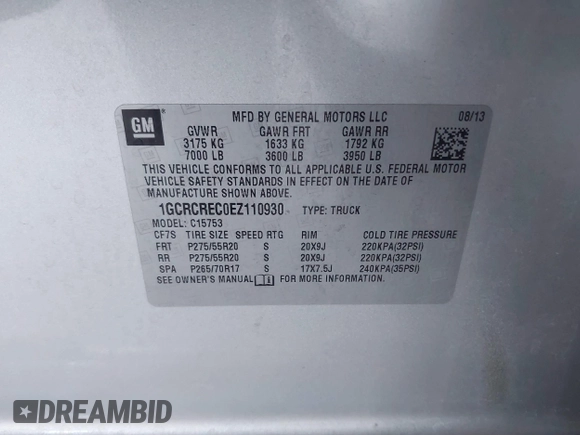 GM
MFD BY GENERAL MOTORS LLC 08/13
GVWR GAWR FRT GAWR RR
3175 KG 1633 KG 1792 KG
7000 LB 3600 LB 3950 LB
THIS VEHICLE CONFORMS TO ALL APPLICABLE U.S. FEDERAL MOTOR
VEHICLE SAFETY STANDARDS IN EFFECT ON THE DATE OF
MANUFACTURE SHOWN ABOVE.
1GCRCREC0EZ110930 TYPE: TRUCK
MODEL: C15753
CF7S TIRE SIZE SPEED RTG RIM COLD TIRE PRESSURE
FRT P275/55R20 S 20X9J 220KPA(32PSI)
RR P275/55R20 S 20X9J 220KPA(32PSI)
SPA P265/70R17 S 17X7.5J 240KPA(35PSI)
SEE OWNER'S MANUAL FOR MORE INFORMATION.
DREAMBID